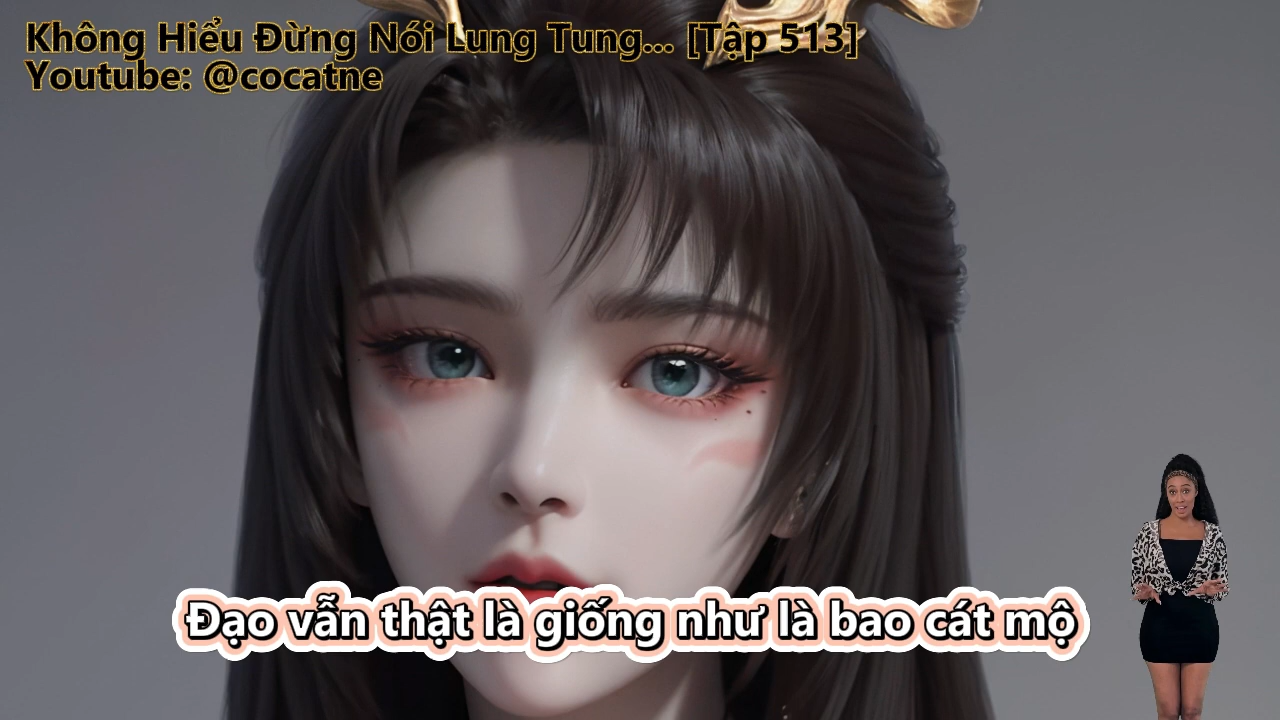 Không Hiểu Đừng Nói Lung Tung... [Tập 513]
Youtube: @cocatne
Đạo vẫn thật là giống như là bao cát mộ